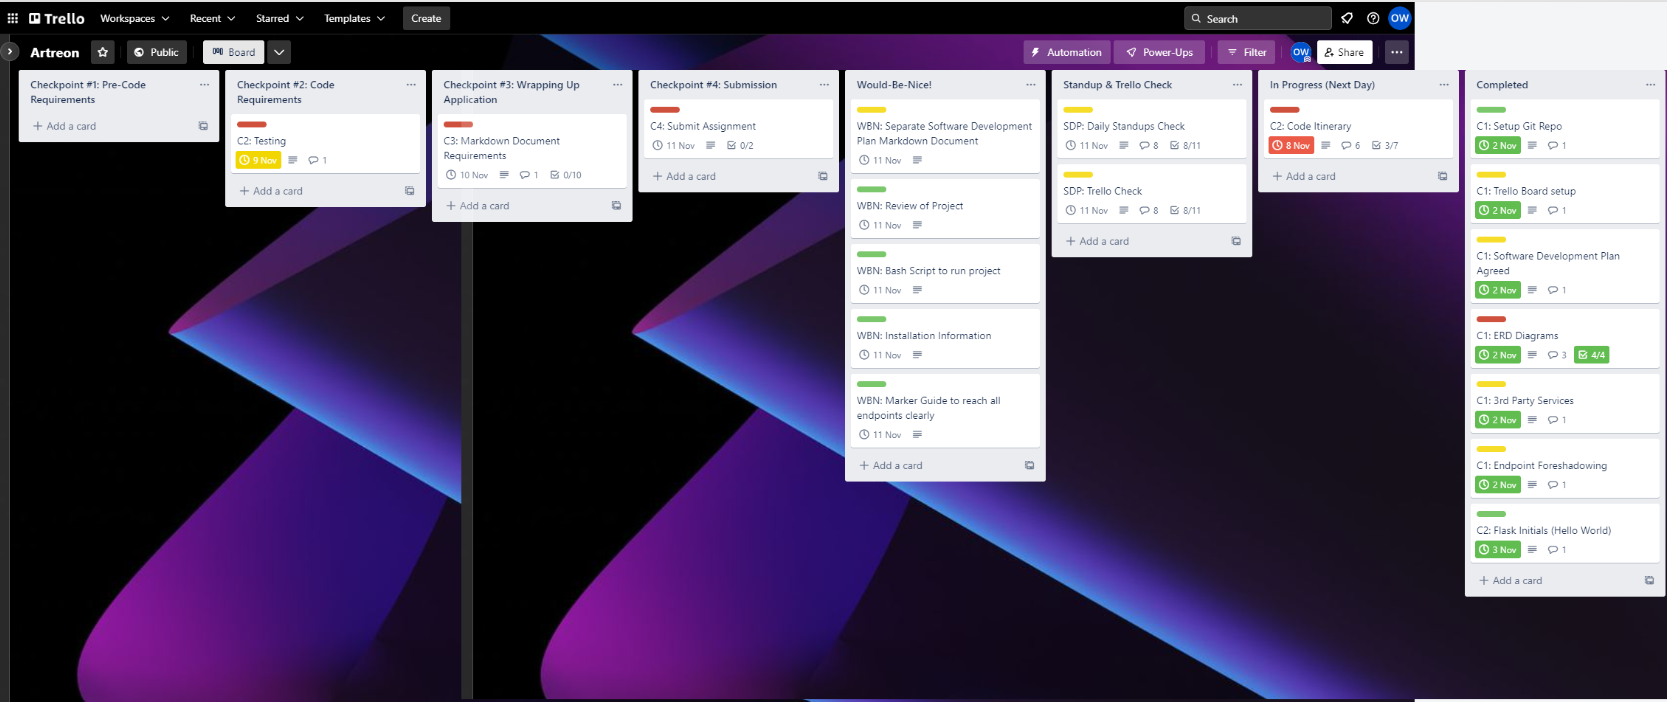 Trello
Workspaces
Recent
Starred
Templates
Create
Search
OW
Artreon
Public
Board
Automation
Power-Ups
Filter
OW
Share
Checkpoint #1: Pre-Code
Requirements
Add a card
Checkpoint #2: Code
Requirements
C2: Testing
9 Nov
1
Add a card
Checkpoint #3: Wrapping Up
Application
C3: Markdown Document
Requirements
10 Nov 1 0/10
Add a card
Checkpoint #4: Submission
C4: Submit Assignment
11 Nov 0/2
Add a card
Would-Be-Nice!
WBN: Separate Software Development
Plan Markdown Document
11 Nov
WBN: Review of Project
11 Nov
WBN: Bash Script to run project
11 Nov
WBN: Installation Information
11 Nov
WBN: Marker Guide to reach all
endpoints clearly
11 Nov
Add a card
Standup & Trello Check
SDP: Daily Standups Check
11 Nov 8 8/11
SDP: Trello Check
11 Nov 8 8/11
Add a card
In Progress (Next Day)
C2: Code Itinerary
8 Nov 6 3/7
Add a card
Completed
C1: Setup Git Repo
2 Nov 1
C1: Trello Board setup
2 Nov 1
C1: Software Development Plan
Agreed
2 Nov 1
C1: ERD Diagrams
2 Nov 3 4/4
C1: 3rd Party Services
2 Nov 1
C1: Endpoint Foreshadowing
2 Nov 1
C2: Flask Initials (Hello World)
3 Nov 1
Add a card